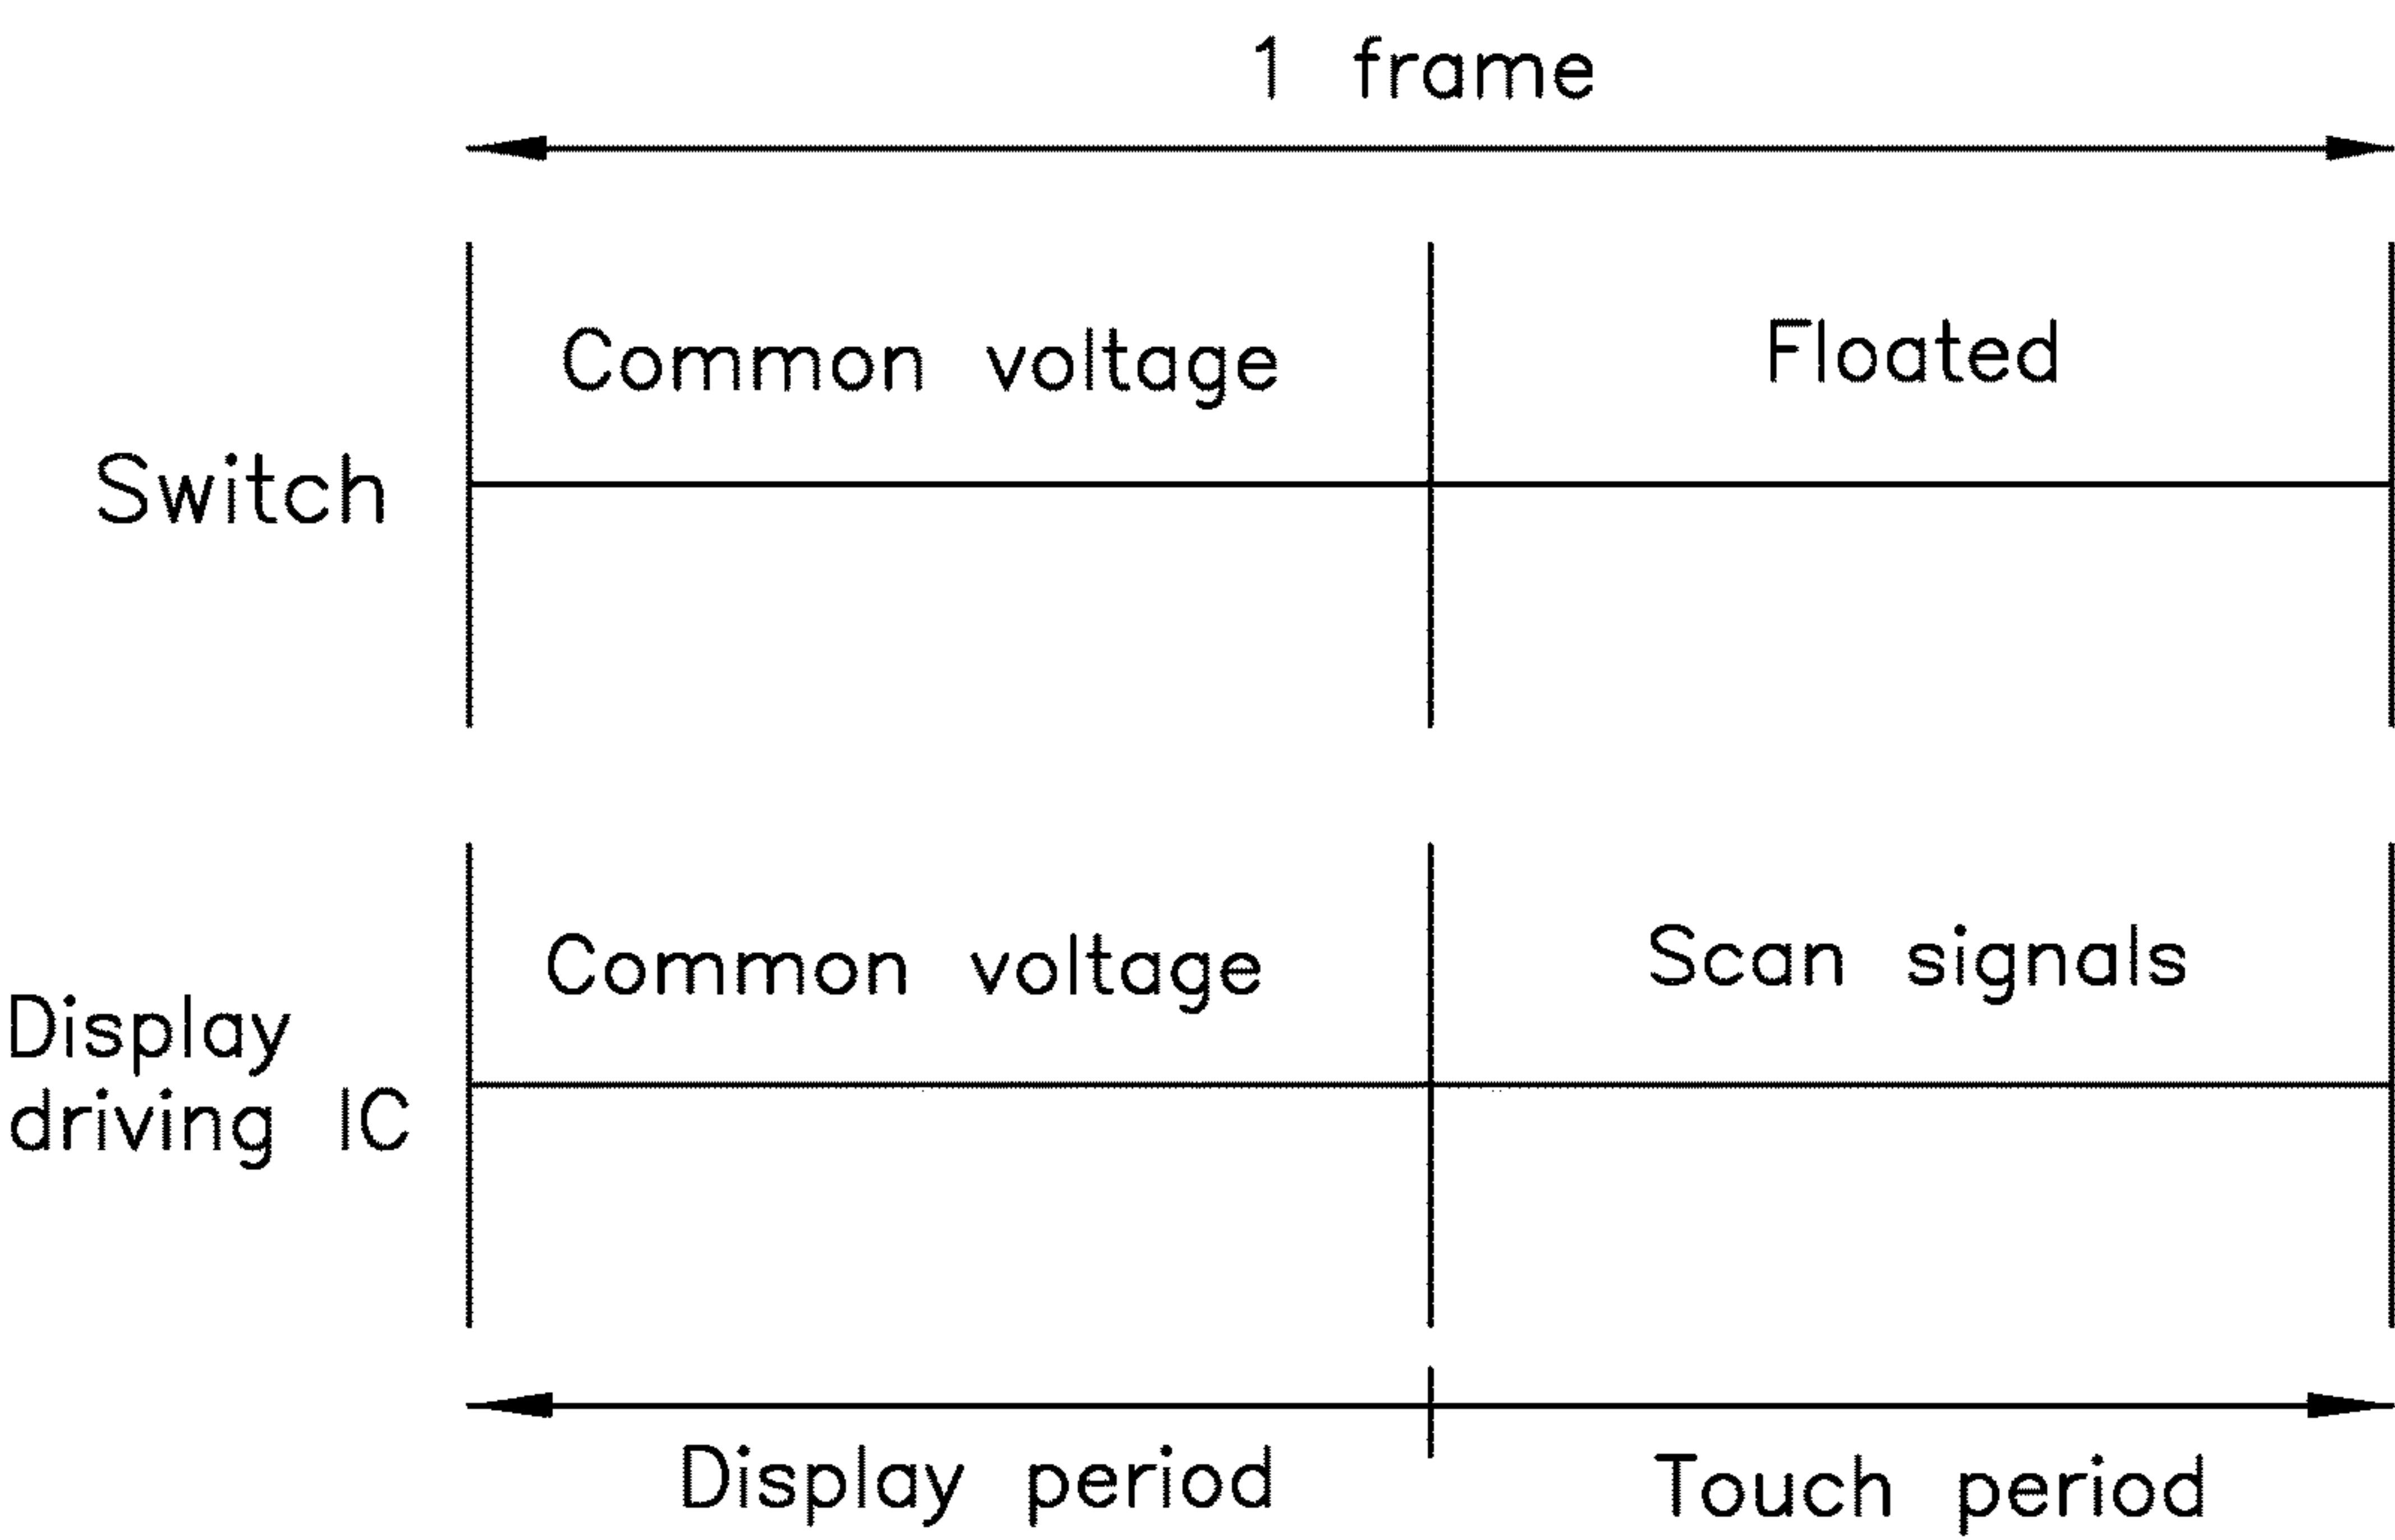 1 frame
Common voltage
Floated
Switch
Common voltage
Scan signals
Display
driving IC
Display period
Touch period